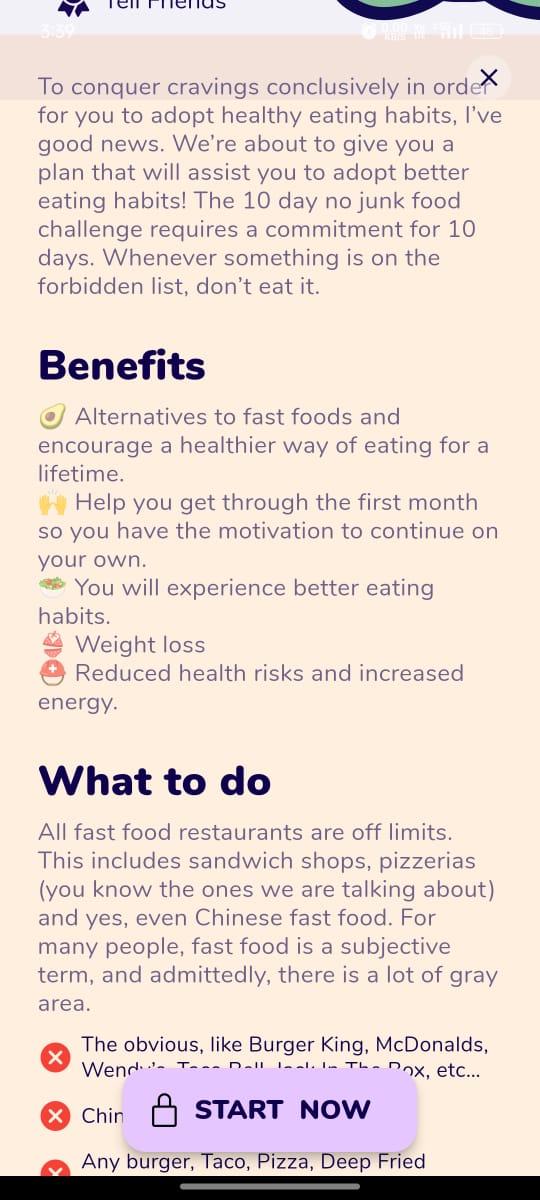 Tell Friends
3:39
To conquer cravings conclusively in order
for you to adopt healthy eating habits, I’ve
good news. We’re about to give you a
plan that will assist you to adopt better
eating habits! The 10 day no junk food
challenge requires a commitment for 10
days. Whenever something is on the
forbidden list, don’t eat it.
Benefits
🥑 Alternatives to fast foods and
encourage a healthier way of eating for a
lifetime.
🙌 Help you get through the first month
so you have the motivation to continue on
your own.
🥗 You will experience better eating
habits.
👙 Weight loss
⛑️ Reduced health risks and increased
energy.
What to do
All fast food restaurants are off limits.
This includes sandwich shops, pizzerias
(you know the ones we are talking about)
and yes, even Chinese fast food. For
many people, fast food is a subjective
term, and admittedly, there is a lot of gray
area.
The obvious, like Burger King, McDonalds,
Wendy’s, Taco Bell, Jack In The Box, etc...
Chin
START NOW
Any burger, Taco, Pizza, Deep Fried